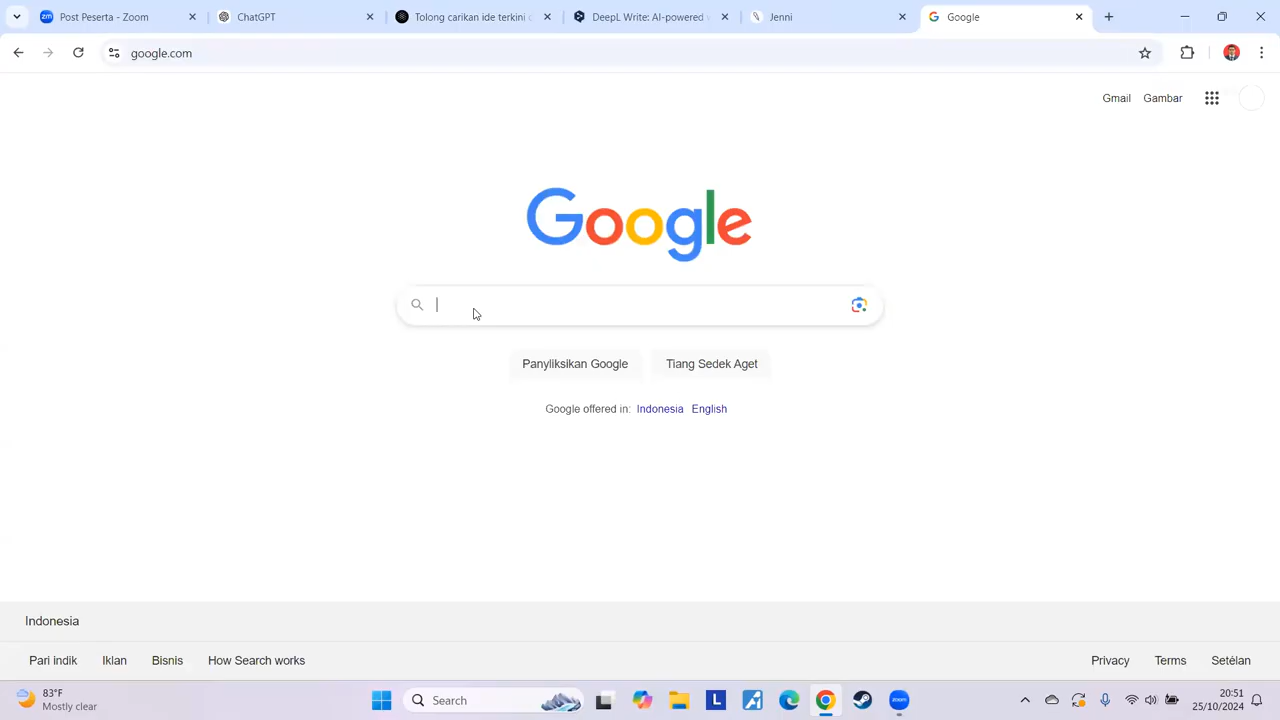 Post Peserta - Zoom
ChatGPT
Tolong carikan ide terkini c
DeepL Write: AI-powered v
Jenni
Google
google.com
Gmail Gambar
Google
Panyliksikan Google Tiang Sedek Aget
Google offered in: Indonesia English
Indonesia
Pari indik Iklan Bisnis How Search works Privacy Terms Setélan
83°F
Mostly clear
Search
20:51
25/10/2024